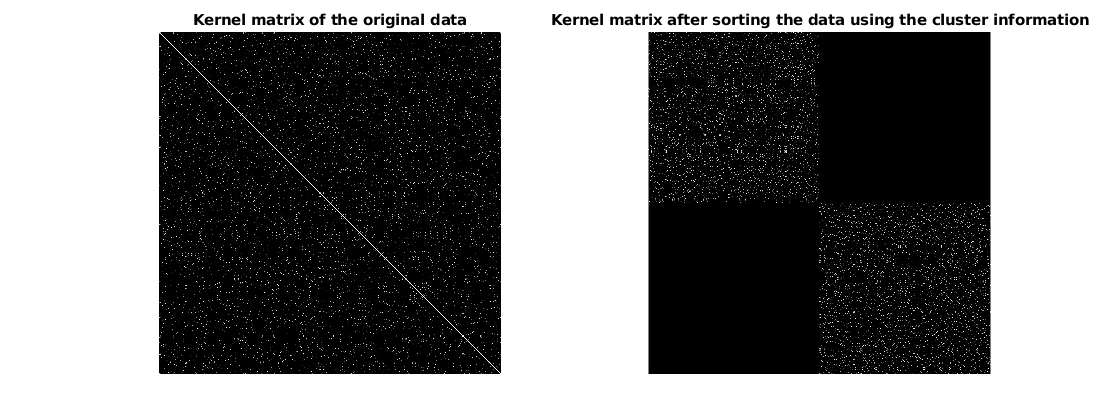 Kernel matrix of the original data
Kernel matrix after sorting the data using the cluster information